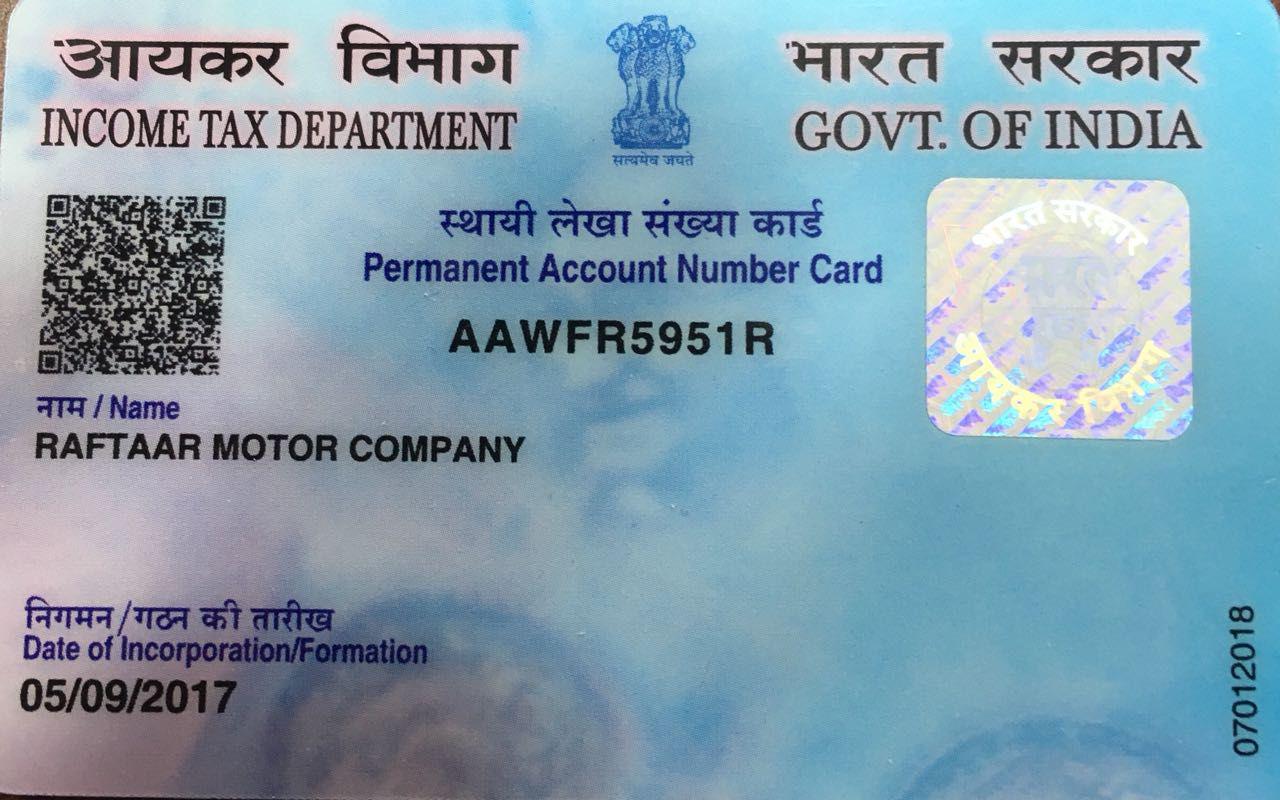 आयकर विभाग
INCOME TAX DEPARTMENT
सत्यमेव जयते
भारत सरकार
GOVT. OF INDIA
स्थायी लेखा संख्या कार्ड
Permanent Account Number Card
AAWFR5951R
भारत सरकार
आयकर विभाग
नाम / Name
RAFTAAR MOTOR COMPANY
निगमन/गठन की तारीख
Date of Incorporation/Formation
05/09/2017
07012018